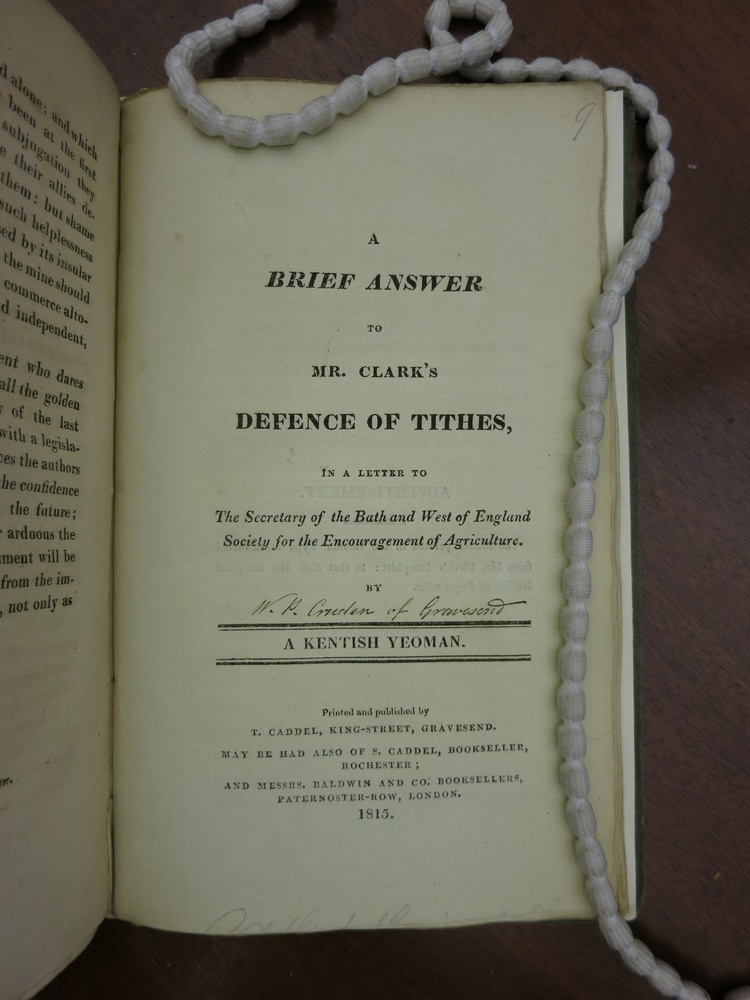 d alone; and which
been at the first
subjugation they
e their allies de-
them: but shame
such helplessness
ed by its insular
the mine should
commerce alto-
d independent,
ent who dares
all the golden
of the last
with a legisla-
ces the authors
he confidence
the future;
arduous the
ment will be
from the im-
, not only as
9
A
BRIEF ANSWER
TO
MR. CLARK'S
DEFENCE OF TITHES,
IN A LETTER TO
The Secretary of the Bath and West of England
Society for the Encouragement of Agriculture.
BY
W. P. Cruden of Gravesend
A KENTISH YEOMAN.
Printed and published by
T. CADDEL, KING-STREET, GRAVESEND.
MAY BE HAD ALSO OF S. CADDEL, BOOKSELLER,
ROCHESTER;
AND MESSRS. BALDWIN AND CO. BOOKSELLERS,
PATERNOSTER-ROW, LONDON.
1815.